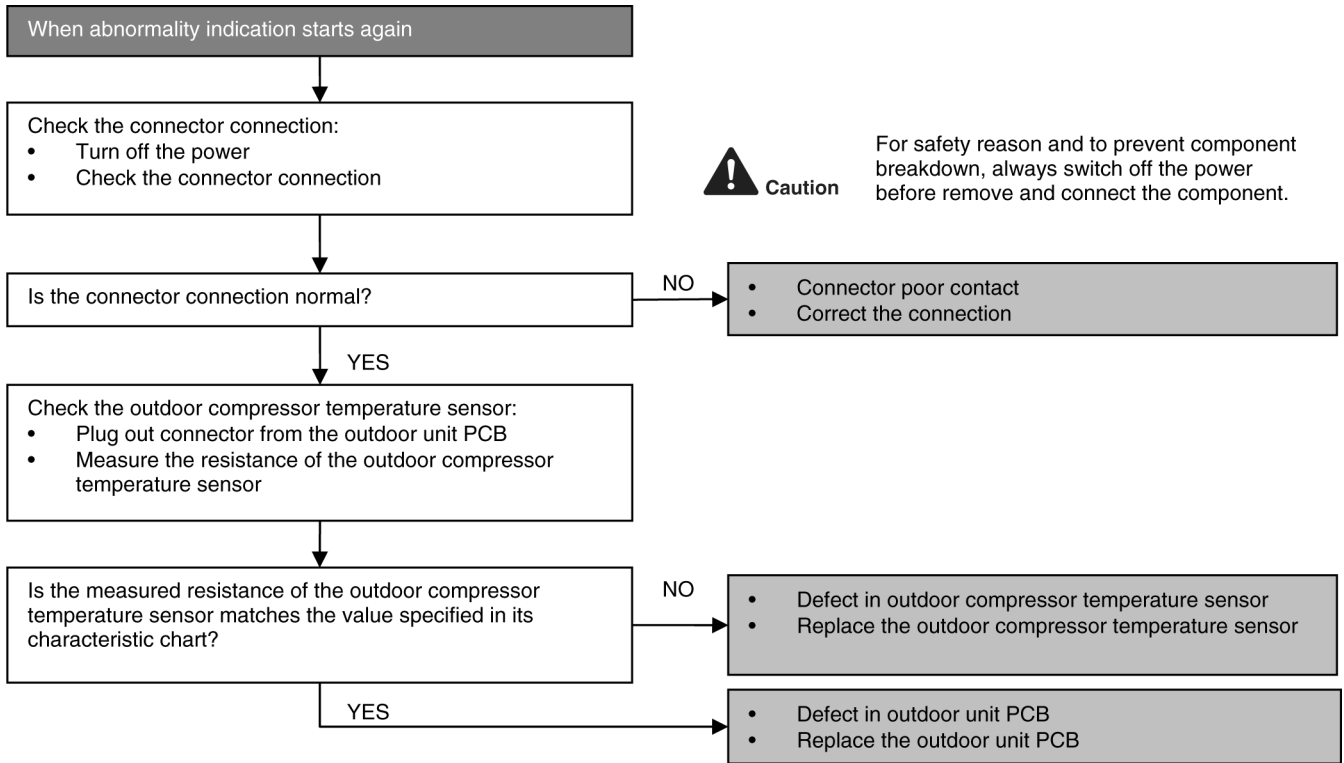 When abnormality indication starts again
Check the connector connection:
• Turn off the power
• Check the connector connection
Caution
For safety reason and to prevent component
breakdown, always switch off the power
before remove and connect the component.
Is the connector connection normal?
NO
• Connector poor contact
• Correct the connection
YES
Check the outdoor compressor temperature sensor:
• Plug out connector from the outdoor unit PCB
• Measure the resistance of the outdoor compressor
temperature sensor
Is the measured resistance of the outdoor compressor
temperature sensor matches the value specified in its
characteristic chart?
NO
• Defect in outdoor compressor temperature sensor
• Replace the outdoor compressor temperature sensor
YES
• Defect in outdoor unit PCB
• Replace the outdoor unit PCB